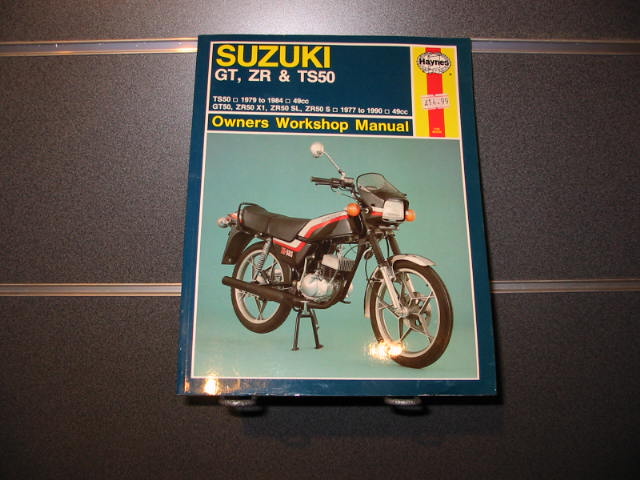 SUZUKI
GT, ZR & TS50
TS50 □ 1979 to 1984 □ 49cc
GT50, ZR50 X1, ZR50 SL, ZR50 S □ 1977 to 1990 □ 49cc
Owners Workshop Manual
Haynes
£14.99